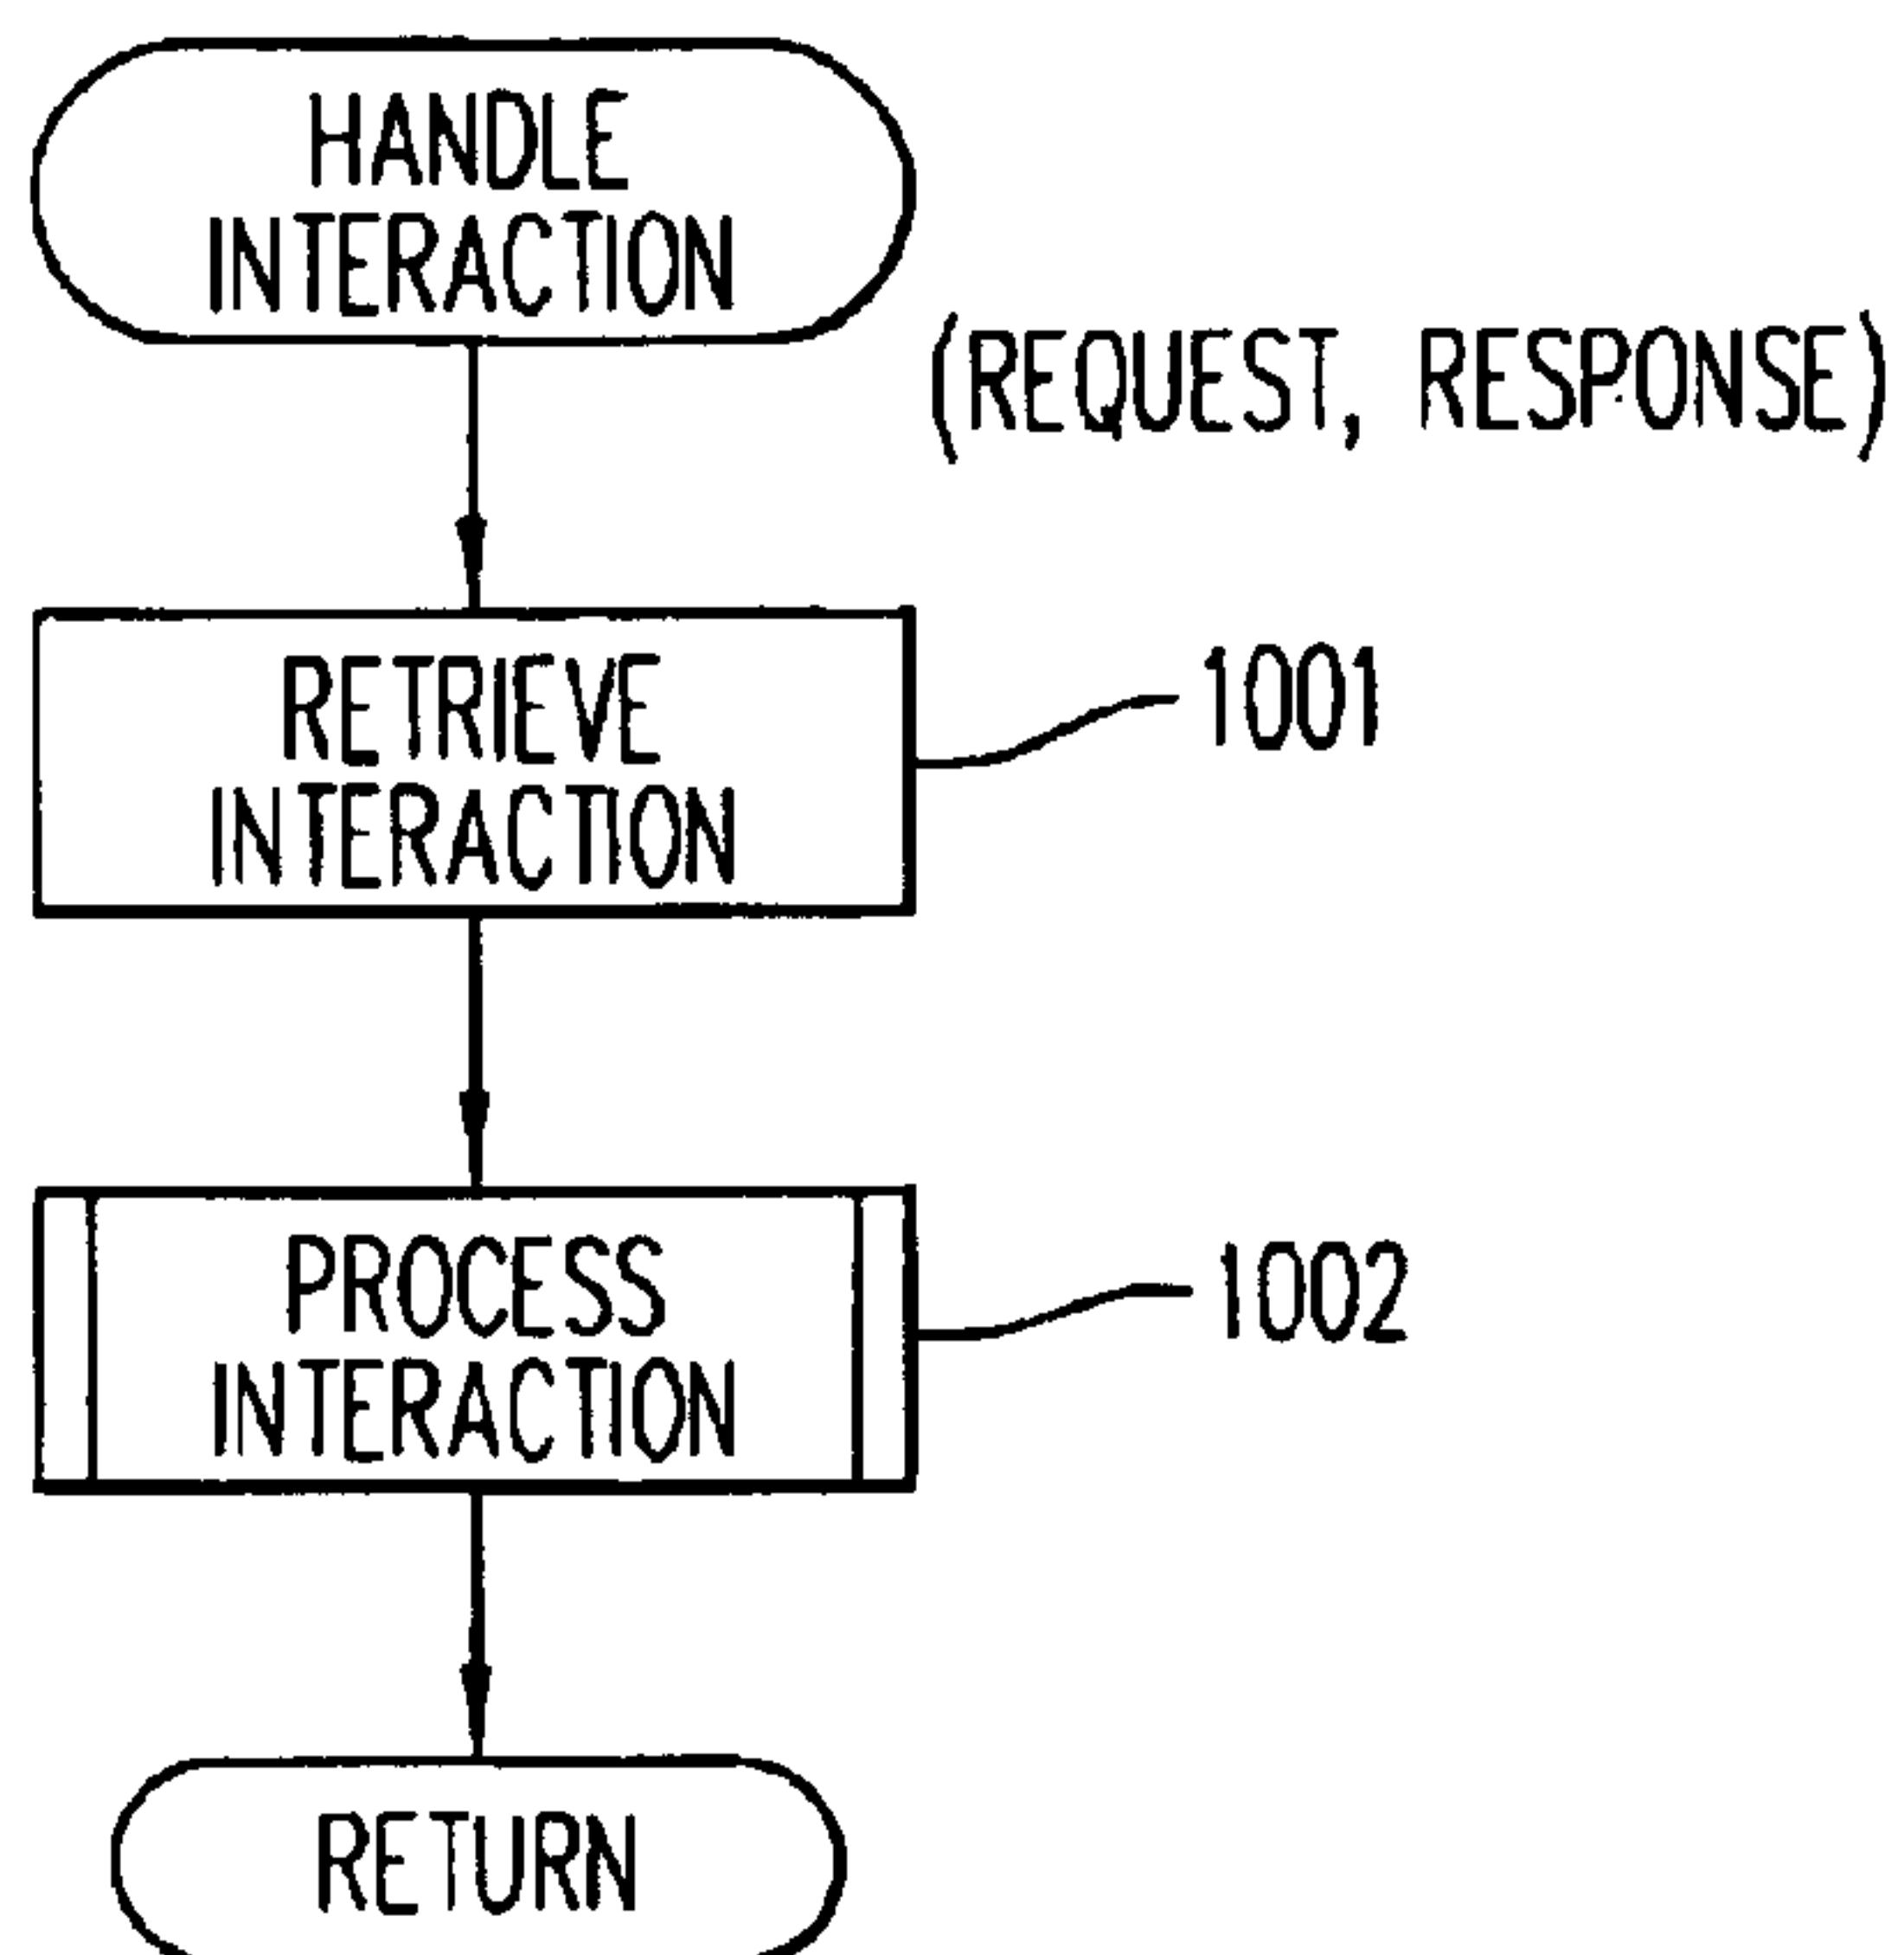 HANDLE
INTERACTION
(REQUEST, RESPONSE)
RETRIEVE
INTERACTION
1001
PROCESS
INTERACTION
1002
RETURN